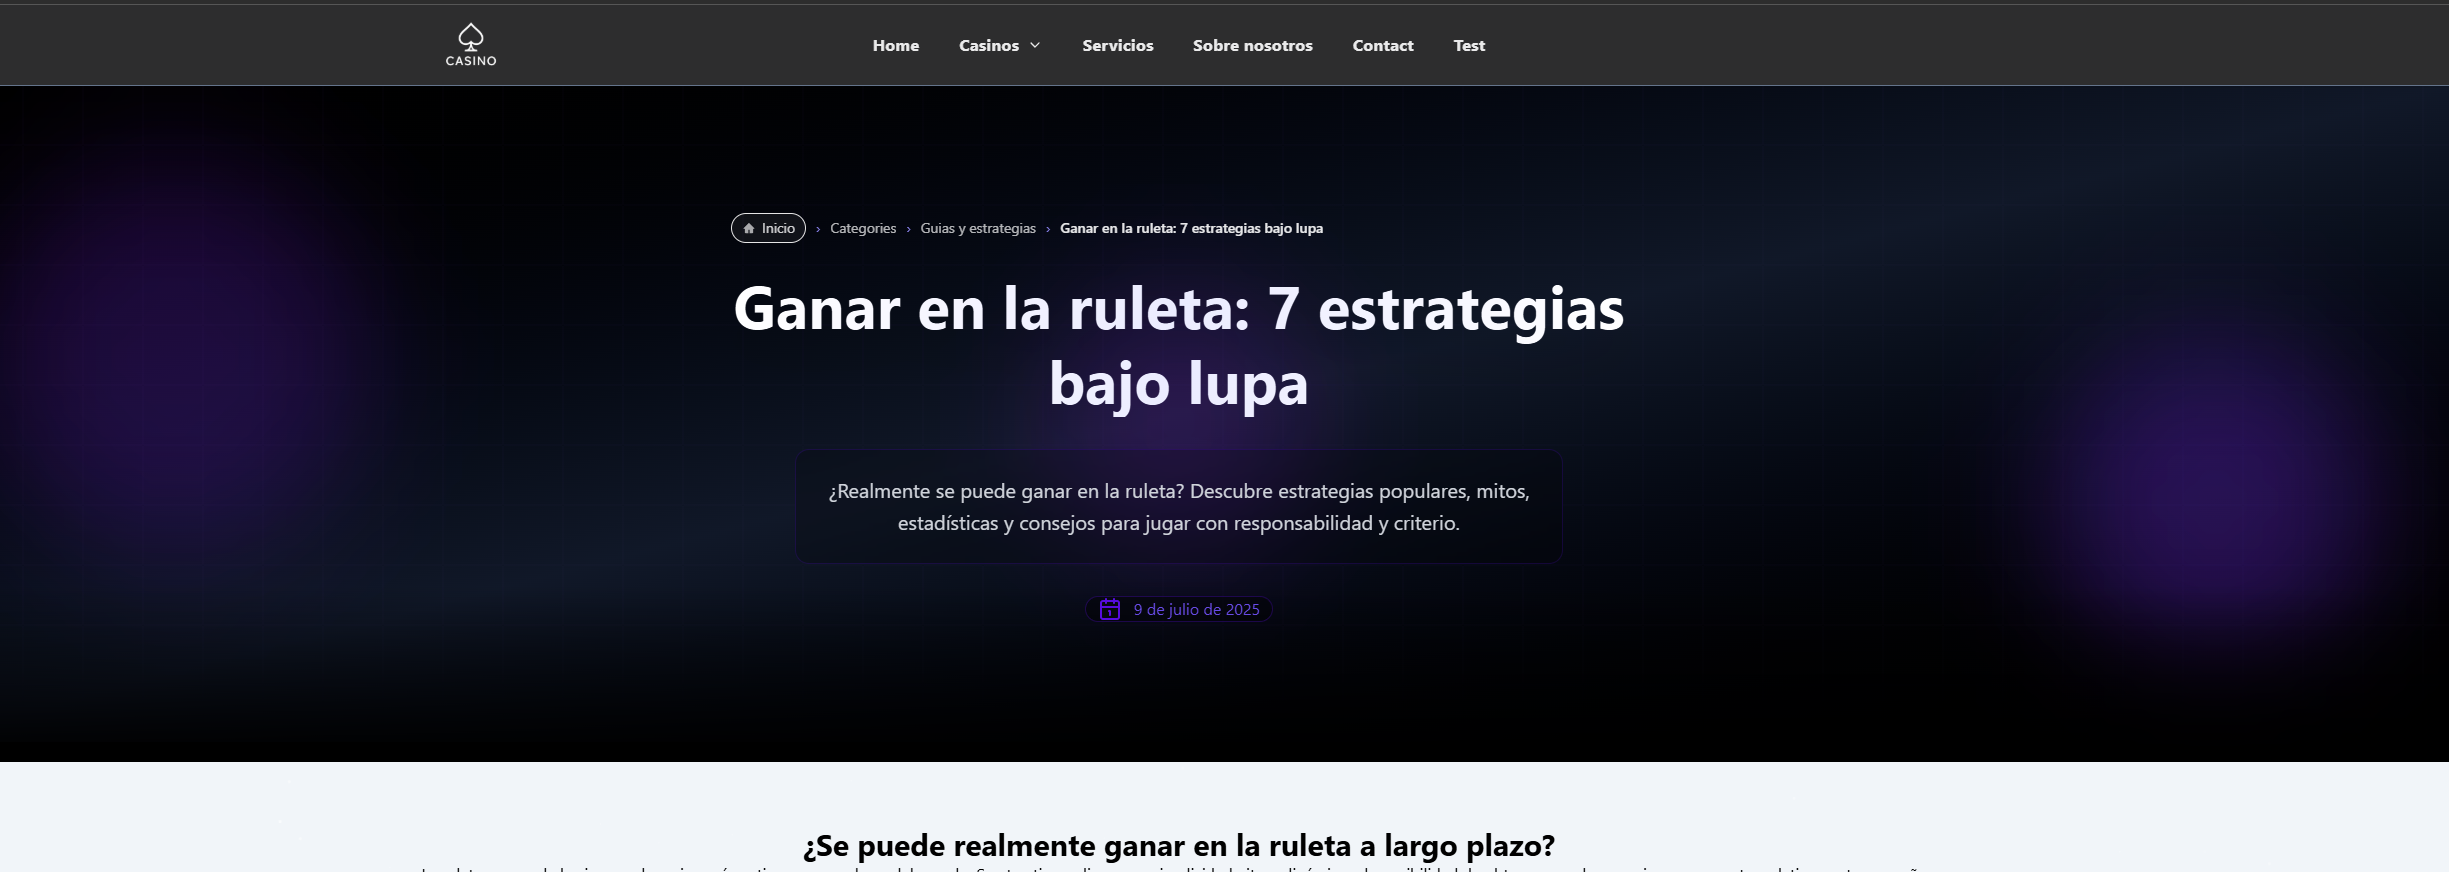 CASINO
Home
Casinos
Servicios
Sobre nosotros
Contact
Test
Inicio › Categories › Guias y estrategias › Ganar en la ruleta: 7 estrategias bajo lupa
Ganar en la ruleta: 7 estrategias
bajo lupa
¿Realmente se puede ganar en la ruleta? Descubre estrategias populares, mitos,
estadísticas y consejos para jugar con responsabilidad y criterio.
9 de julio de 2025
¿Se puede realmente ganar en la ruleta a largo plazo?